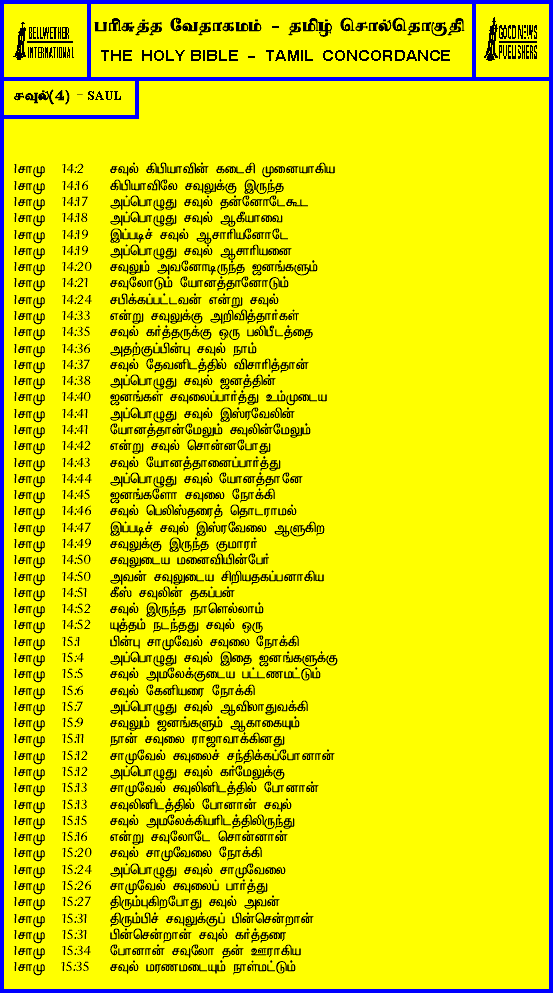 BELLWETHER
INTERNATIONAL
பரிசுத்த வேதாகமம் - தமிழ் சொல்தொகுதி
THE HOLY BIBLE - TAMIL CONCORDANCE
GOOD NEWS
PUBLISHERS
சவுல்(4) - SAUL
1சாமு 14:2 சவுல் கிபியாவின் கடைசி முனையாகிய
1சாமு 14:16 கிபியாவிலே சவுலுக்கு இருந்த
1சாமு 14:17 அப்பொழுது சவுல் தன்னோடேகூட
1சாமு 14:18 அப்பொழுது சவுல் ஆகீயாவை
1சாமு 14:19 இப்படிச் சவுல் ஆசாரியனோடே
1சாமு 14:19 அப்பொழுது சவுல் ஆசாரியனை
1சாமு 14:20 சவுலும் அவனோடிருந்த ஜனங்களும்
1சாமு 14:21 சவுலோடும் யோனத்தானோடும்
1சாமு 14:24 சபிக்கப்பட்டவன் என்று சவுல்
1சாமு 14:33 என்று சவுலுக்கு அறிவித்தார்கள்
1சாமு 14:35 சவுல் கர்த்தருக்கு ஒரு பலிபீடத்தை
1சாமு 14:36 அதற்குப்பின்பு சவுல் நாம்
1சாமு 14:37 சவுல் தேவனிடத்தில் விசாரித்தான்
1சாமு 14:38 அப்பொழுது சவுல் ஜனத்தின்
1சாமு 14:40 ஜனங்கள் சவுலைப்பார்த்து உம்முடைய
1சாமு 14:41 அப்பொழுது சவுல் இஸ்ரவேலின்
1சாமு 14:41 யோனத்தான்மேலும் சவுலின்மேலும்
1சாமு 14:42 என்று சவுல் சொன்னபோது
1சாமு 14:43 சவுல் யோனத்தானைப்பார்த்து
1சாமு 14:44 அப்பொழுது சவுல் யோனத்தானே
1சாமு 14:45 ஜனங்களோ சவுலை நோக்கி
1சாமு 14:46 சவுல் பெலிஸ்தரைத் தொடராமல்
1சாமு 14:47 இப்படிச் சவுல் இஸ்ரவேலை ஆளுகிற
1சாமு 14:49 சவுலுக்கு இருந்த குமாரர்
1சாமு 14:50 சவுலுடைய மனைவியின்பேர்
1சாமு 14:50 அவன் சவுலுடைய சிறியதகப்பனாகிய
1சாமு 14:51 கீஸ் சவுலின் தகப்பன்
1சாமு 14:52 சவுல் இருந்த நாளெல்லாம்
1சாமு 14:52 யுத்தம் நடந்தது சவுல் ஒரு
1சாமு 15:1 பின்பு சாமுவேல் சவுலை நோக்கி
1சாமு 15:4 அப்பொழுது சவுல் இதை ஜனங்களுக்கு
1சாமு 15:5 சவுல் அமலேக்குடைய பட்டணமட்டும்
1சாமு 15:6 சவுல் கேனியரை நோக்கி
1சாமு 15:7 அப்பொழுது சவுல் ஆவிலாதுவக்கி
1சாமு 15:9 சவுலும் ஜனங்களும் ஆகாகையும்
1சாமு 15:11 நான் சவுலை ராஜாவாக்கினது
1சாமு 15:12 சாமுவேல் சவுலைச் சந்திக்கப்போனான்
1சாமு 15:12 அப்பொழுது சவுல் கர்மேலுக்கு
1சாமு 15:13 சாமுவேல் சவுலினிடத்தில் போனான்
1சாமு 15:13 சவுலினிடத்தில் போனான் சவுல்
1சாமு 15:15 சவுல் அமலேக்கியரிடத்திலிருந்து
1சாமு 15:16 என்று சவுலோடே சொன்னான்
1சாமு 15:20 சவுல் சாமுவேலை நோக்கி
1சாமு 15:24 அப்பொழுது சவுல் சாமுவேலை
1சாமு 15:26 சாமுவேல் சவுலைப் பார்த்து
1சாமு 15:27 திரும்புகிறபோது சவுல் அவன்
1சாமு 15:31 திரும்பிச் சவுலுக்குப் பின்சென்றான்
1சாமு 15:31 பின்சென்றான் சவுல் கர்த்தரை
1சாமு 15:34 போனான் சவுலோ தன் ஊராகிய
1சாமு 15:35 சவுல் மரணமடையும் நாள்மட்டும்